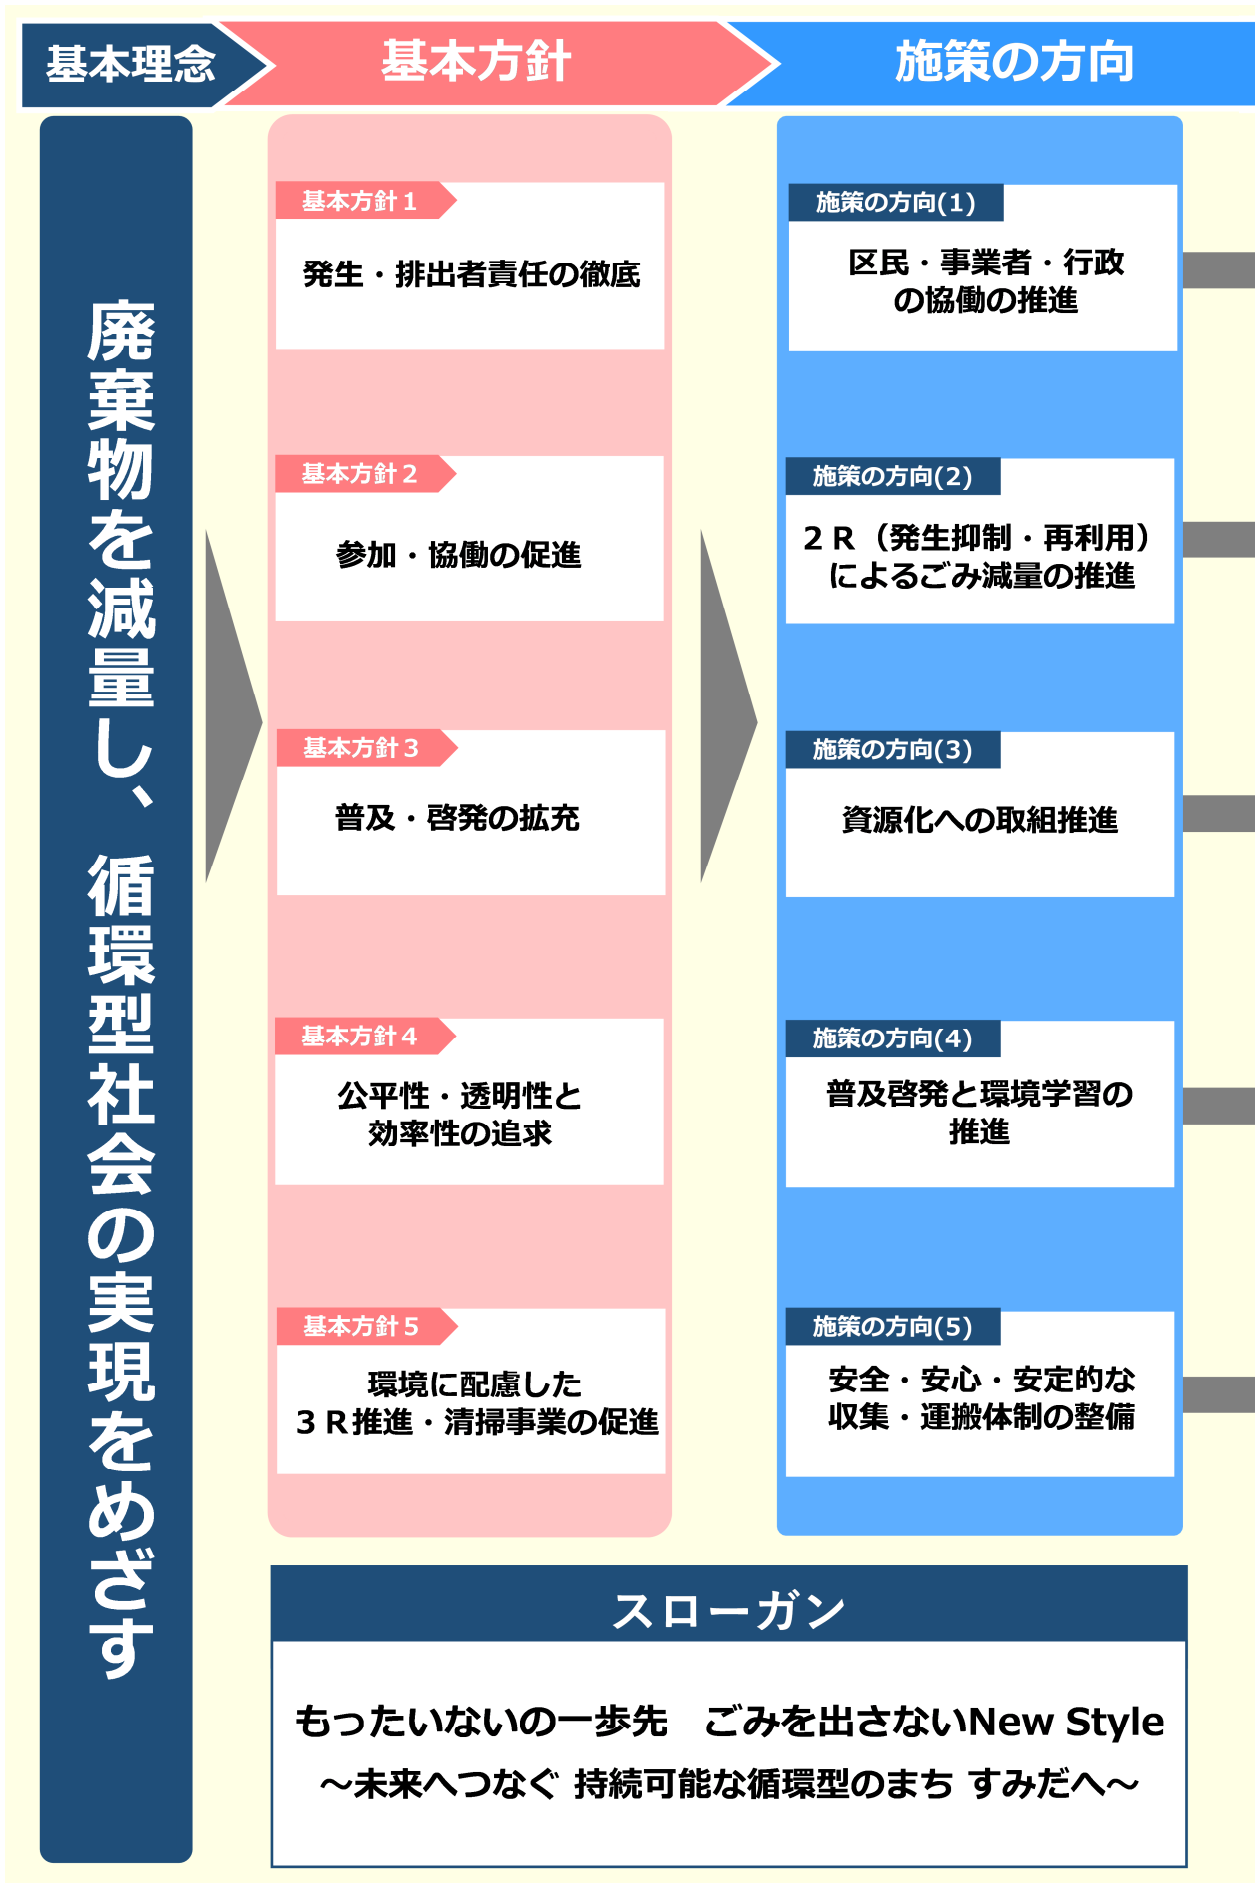 基本理念
基本方針
施策の方向
廃棄物を減量し、循環型社会の実現をめざす
基本方針１
発生・排出者責任の徹底
基本方針２
参加・協働の促進
基本方針３
普及・啓発の拡充
基本方針４
公平性・透明性と
効率性の追求
基本方針５
環境に配慮した
３Ｒ推進・清掃事業の促進
施策の方向(1)
区民・事業者・行政
の協働の推進
施策の方向(2)
２Ｒ（発生抑制・再利用）
によるごみ減量の推進
施策の方向(3)
資源化への取組推進
施策の方向(4)
普及啓発と環境学習の
推進
施策の方向(5)
安全・安心・安定的な
収集・運搬体制の整備
スローガン
もったいないの一歩先　ごみを出さないNew Style
～未来へつなぐ 持続可能な循環型のまち すみだへ～